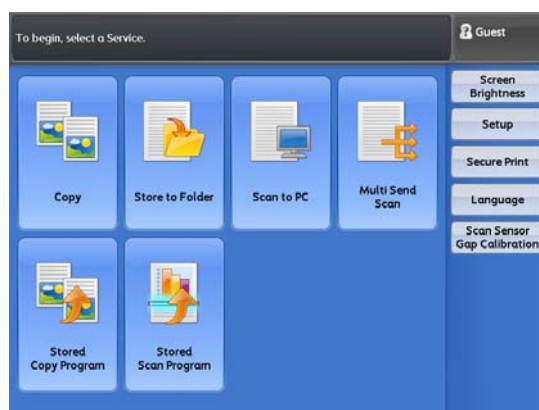 To begin, select a Service.
Guest
Screen
Brightness
Setup
Secure Print
Language
Scan Sensor
Gap Calibration
Copy
Store to Folder
Scan to PC
Multi Send
Scan
Stored
Copy Program
Stored
Scan Program